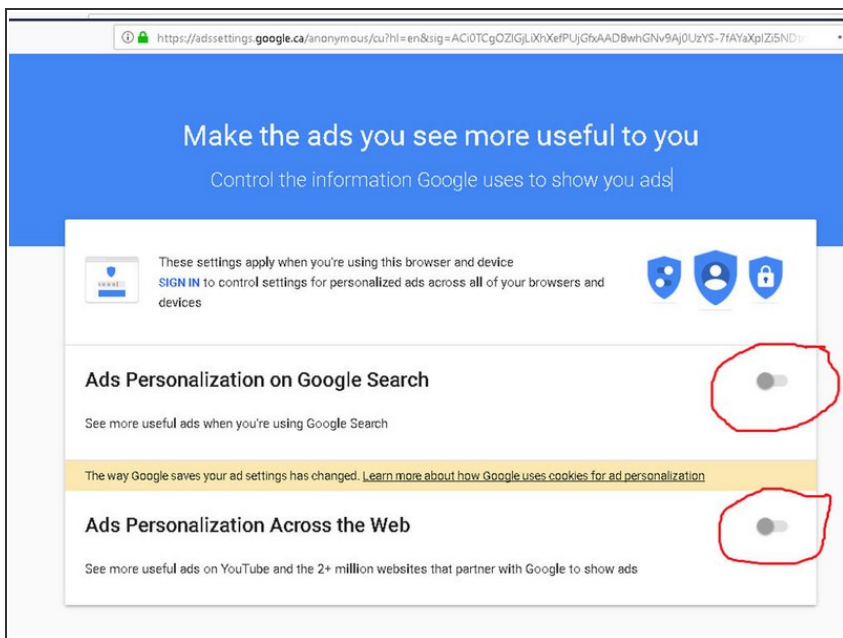 https://adssettings.google.ca/anonymous/cu?hl=en&sig=
Make the ads you see more useful to you
Control the information Google uses to show you ads
These settings apply when you're using this browser and device
SIGN IN to control settings for personalized ads across all of your browsers and
devices
Ads Personalization on Google Search
See more useful ads when you're using Google Search
The way Google saves your ad settings has changed. Learn more about how Google uses cookies for ad personalization
Ads Personalization Across the Web
See more useful ads on YouTube and the 2+ million websites that partner with Google to show ads